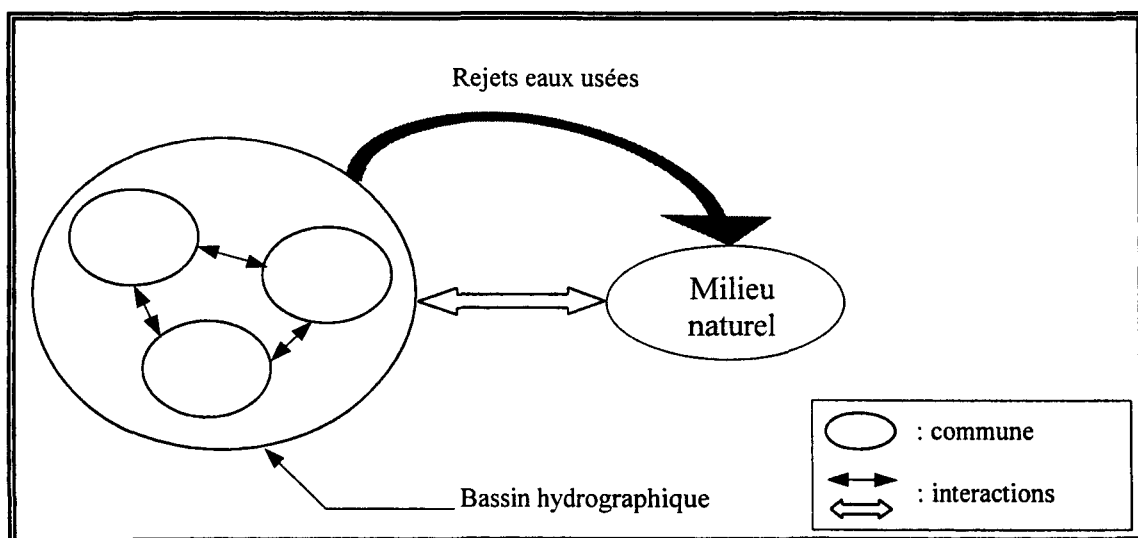 Rejets eaux usées
Milieu
naturel
: commune
: interactions
Bassin hydrographique